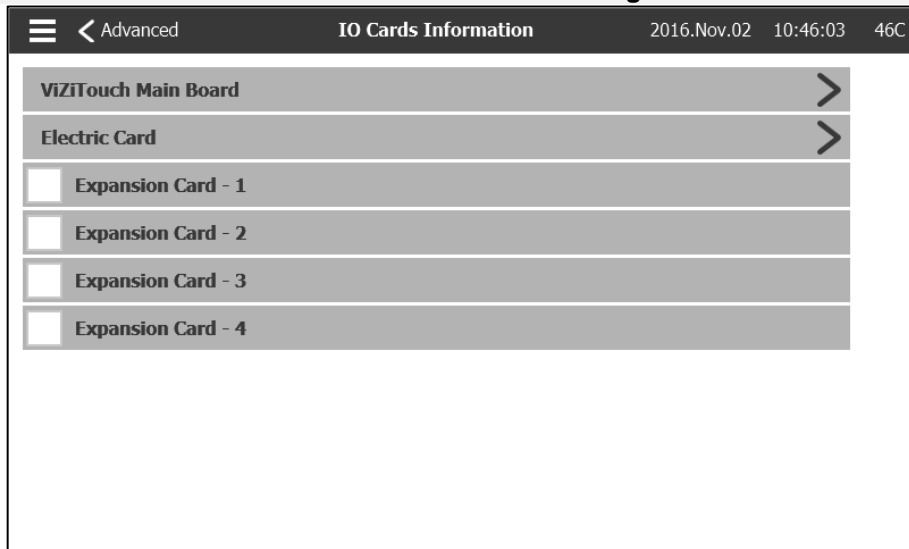 Advanced IO Cards Information 2016.Nov.02 10:46:03 46C
ViZiTouch Main Board
Electric Card
Expansion Card - 1
Expansion Card - 2
Expansion Card - 3
Expansion Card - 4